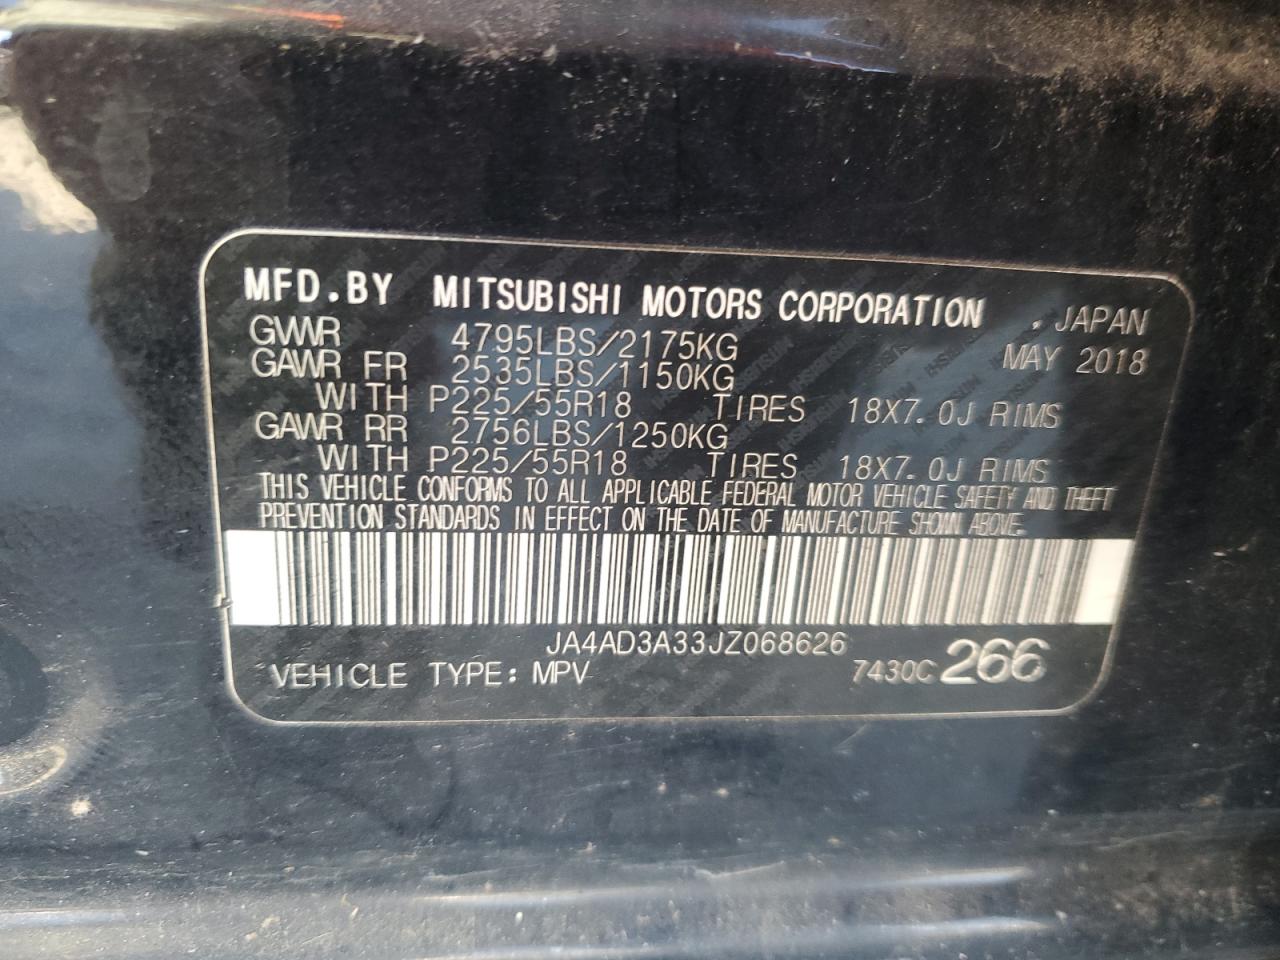 MFD.BY MITSUBISHI MOTORS CORPORATION , JAPAN
GVWR 4795LBS/2175KG MAY 2018
GAWR FR 2535LBS/1150KG
WITH P225/55R18 TIRES 18X7.0J RIMS
GAWR RR 2756LBS/1250KG
WITH P225/55R18 TIRES 18X7.0J RIMS
THIS VEHICLE CONFORMS TO ALL APPLICABLE FEDERAL MOTOR VEHICLE SAFETY AND THEFT
PREVENTION STANDARDS IN EFFECT ON THE DATE OF MANUFACTURE SHOWN ABOVE.
JA4AD3A33JZ068626
VEHICLE TYPE: MPV 7430C 266